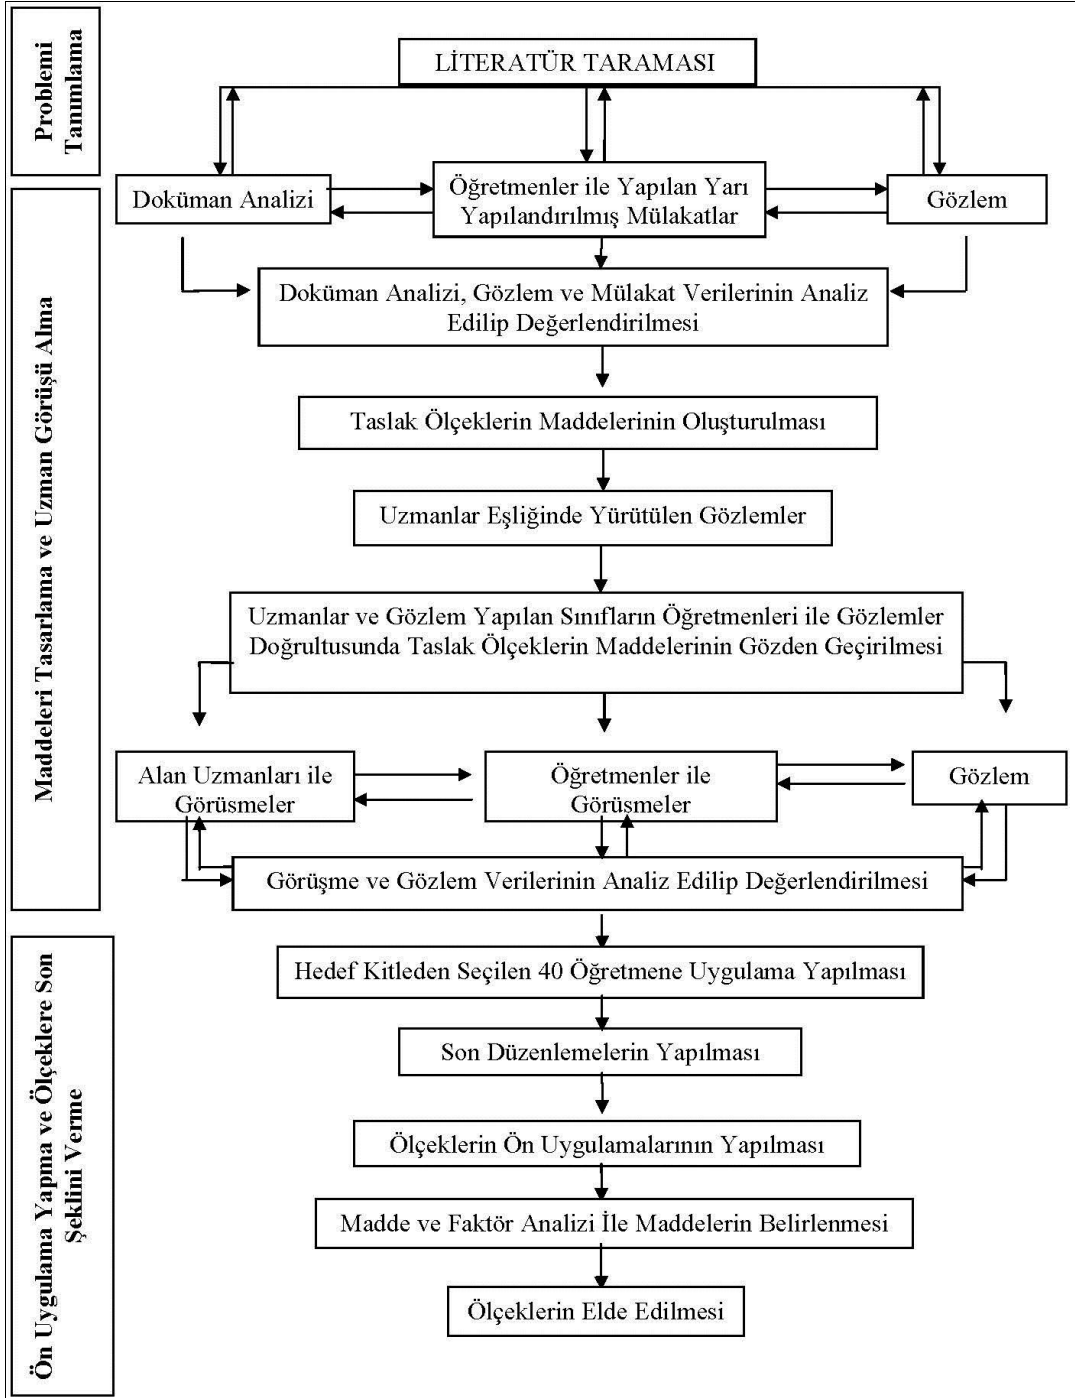 Problemi
Tanımlama
LİTERATÜR TARAMASI
Doküman Analizi
Öğretmenler ile Yapılan Yarı
Yapılandırılmış Mülakatlar
Gözlem
Maddeleri Tasarlama ve Uzman Görüşü Alma
Doküman Analizi, Gözlem ve Mülakat Verilerinin Analiz
Edilip Değerlendirilmesi
Taslak Ölçeklerin Maddelerinin Oluşturulması
Uzmanlar Eşliğinde Yürütülen Gözlemler
Uzmanlar ve Gözlem Yapılan Sınıfların Öğretmenleri ile Gözlemler
Doğrultusunda Taslak Ölçeklerin Maddelerinin Gözden Geçirilmesi
Alan Uzmanları ile
Görüsmeler
Öğretmenler ile
Görüsmeler
Gözlem
Görüşme ve Gözlem Verilerinin Analiz Edilip Değerlendirilmesi
Ön Uygulama Yapma ve Ölçeklere Son
Şeklini Verme
Hedef Kitleden Seçilen 40 Öğretmene Uygulama Yapılması
Son Düzenlemelerin Yapılması
Ölçeklerin Ön Uygulamalarının Yapılması
Madde ve Faktör Analizi İle Maddelerin Belirlenmesi
Ölçeklerin Elde Edilmesi